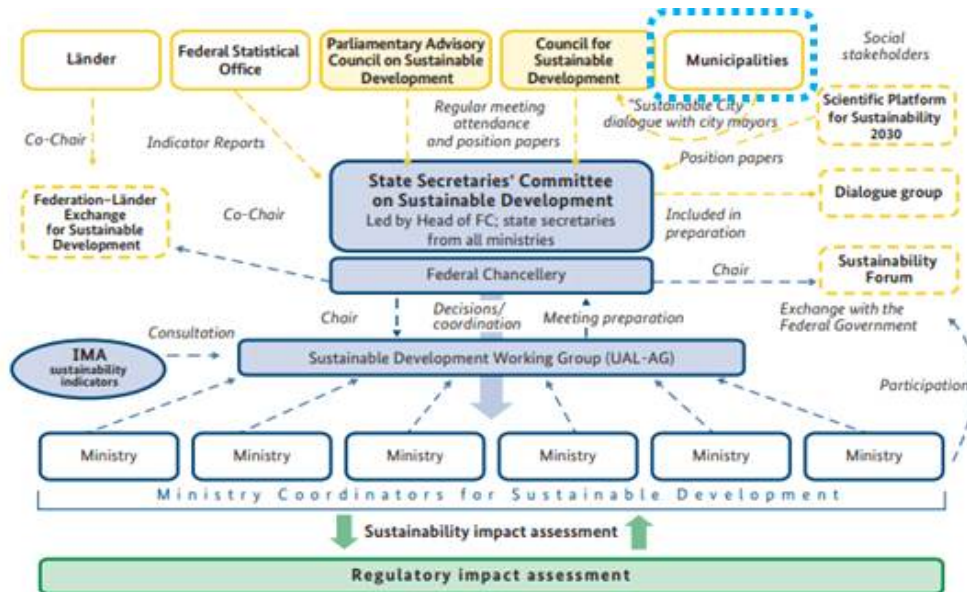 Länder
Federal Statistical
Office
Parliamentary Advisory
Council on Sustainable
Development
Council for
Sustainable
Development
Municipalities
Social
stakeholders
Co-Chair
Indicator Reports
Regular meeting
attendance
and position papers
"Sustainable City
dialogue with city mayors
Scientific Platform
for Sustainability
2030
Position papers
State Secretaries' Committee
on Sustainable Development
Led by Head of FC; state secretaries
from all ministries
Dialogue group
Federation–Länder
Exchange
for Sustainable
Development
Co-Chair
Included in
preparation
Federal Chancellery
Chair
Sustainability
Forum
Chair
Decisions/
coordination
Meeting preparation
Exchange with the
Federal Government
Consultation
IMA
sustainability
indicators
Sustainable Development Working Group (UAL-AG)
Participation
Ministry
Ministry
Ministry
Ministry
Ministry
Ministry
Ministry Coordinators for Sustainable Development
Sustainability impact assessment
Regulatory impact assessment